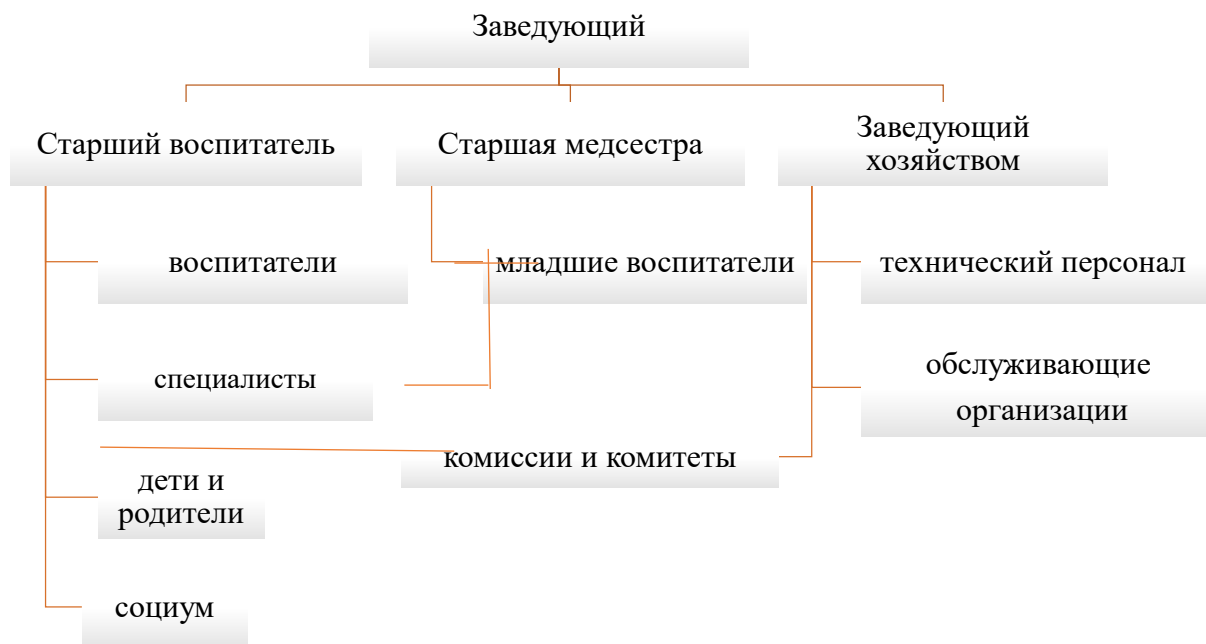 Заведующий
Старший воспитатель
Старшая медсестра
Заведующий
хозяйством
воспитатели
младшие воспитатели
технический персонал
специалисты
обслуживающие
организации
комиссии и комитеты
дети и
родители
социум